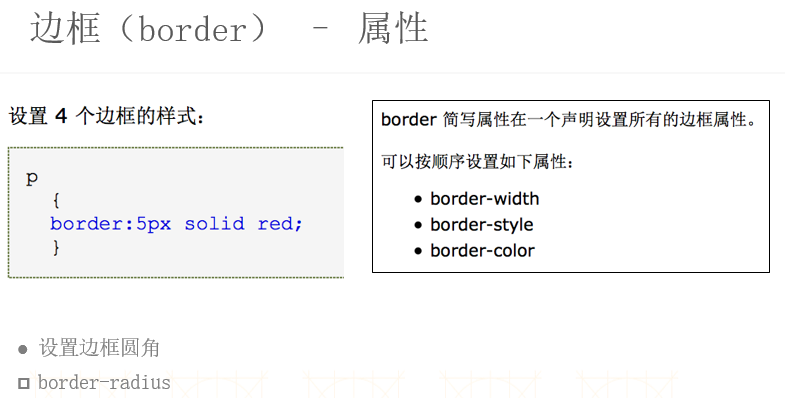 边框（border） - 属性
设置 4 个边框的样式：
p
{
border:5px solid red;
}
border 简写属性在一个声明设置所有的边框属性。
可以按顺序设置如下属性：
● border-width
● border-style
● border-color
● 设置边框圆角
□ border-radius